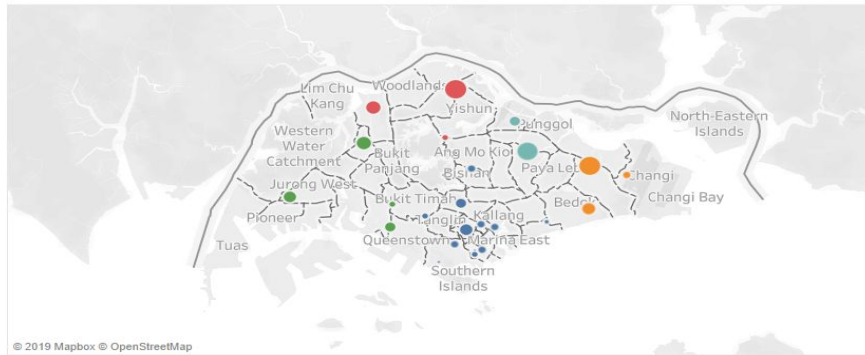 Lim Chu
Kang
Woodlands
Yishun
Punggol
North-Eastern
Islands
Western
Water
Catchment
Bukit
Panjang
Ang Mo Kio
Bishan
Paya Leb
Changi
Changi Bay
Jurong West
Pioneer
Bukit Timah
Tanglin
Kallang
Bedok
Tuas
Queenstown
Marina East
Southern
Islands
© 2019 Mapbox © OpenStreetMap